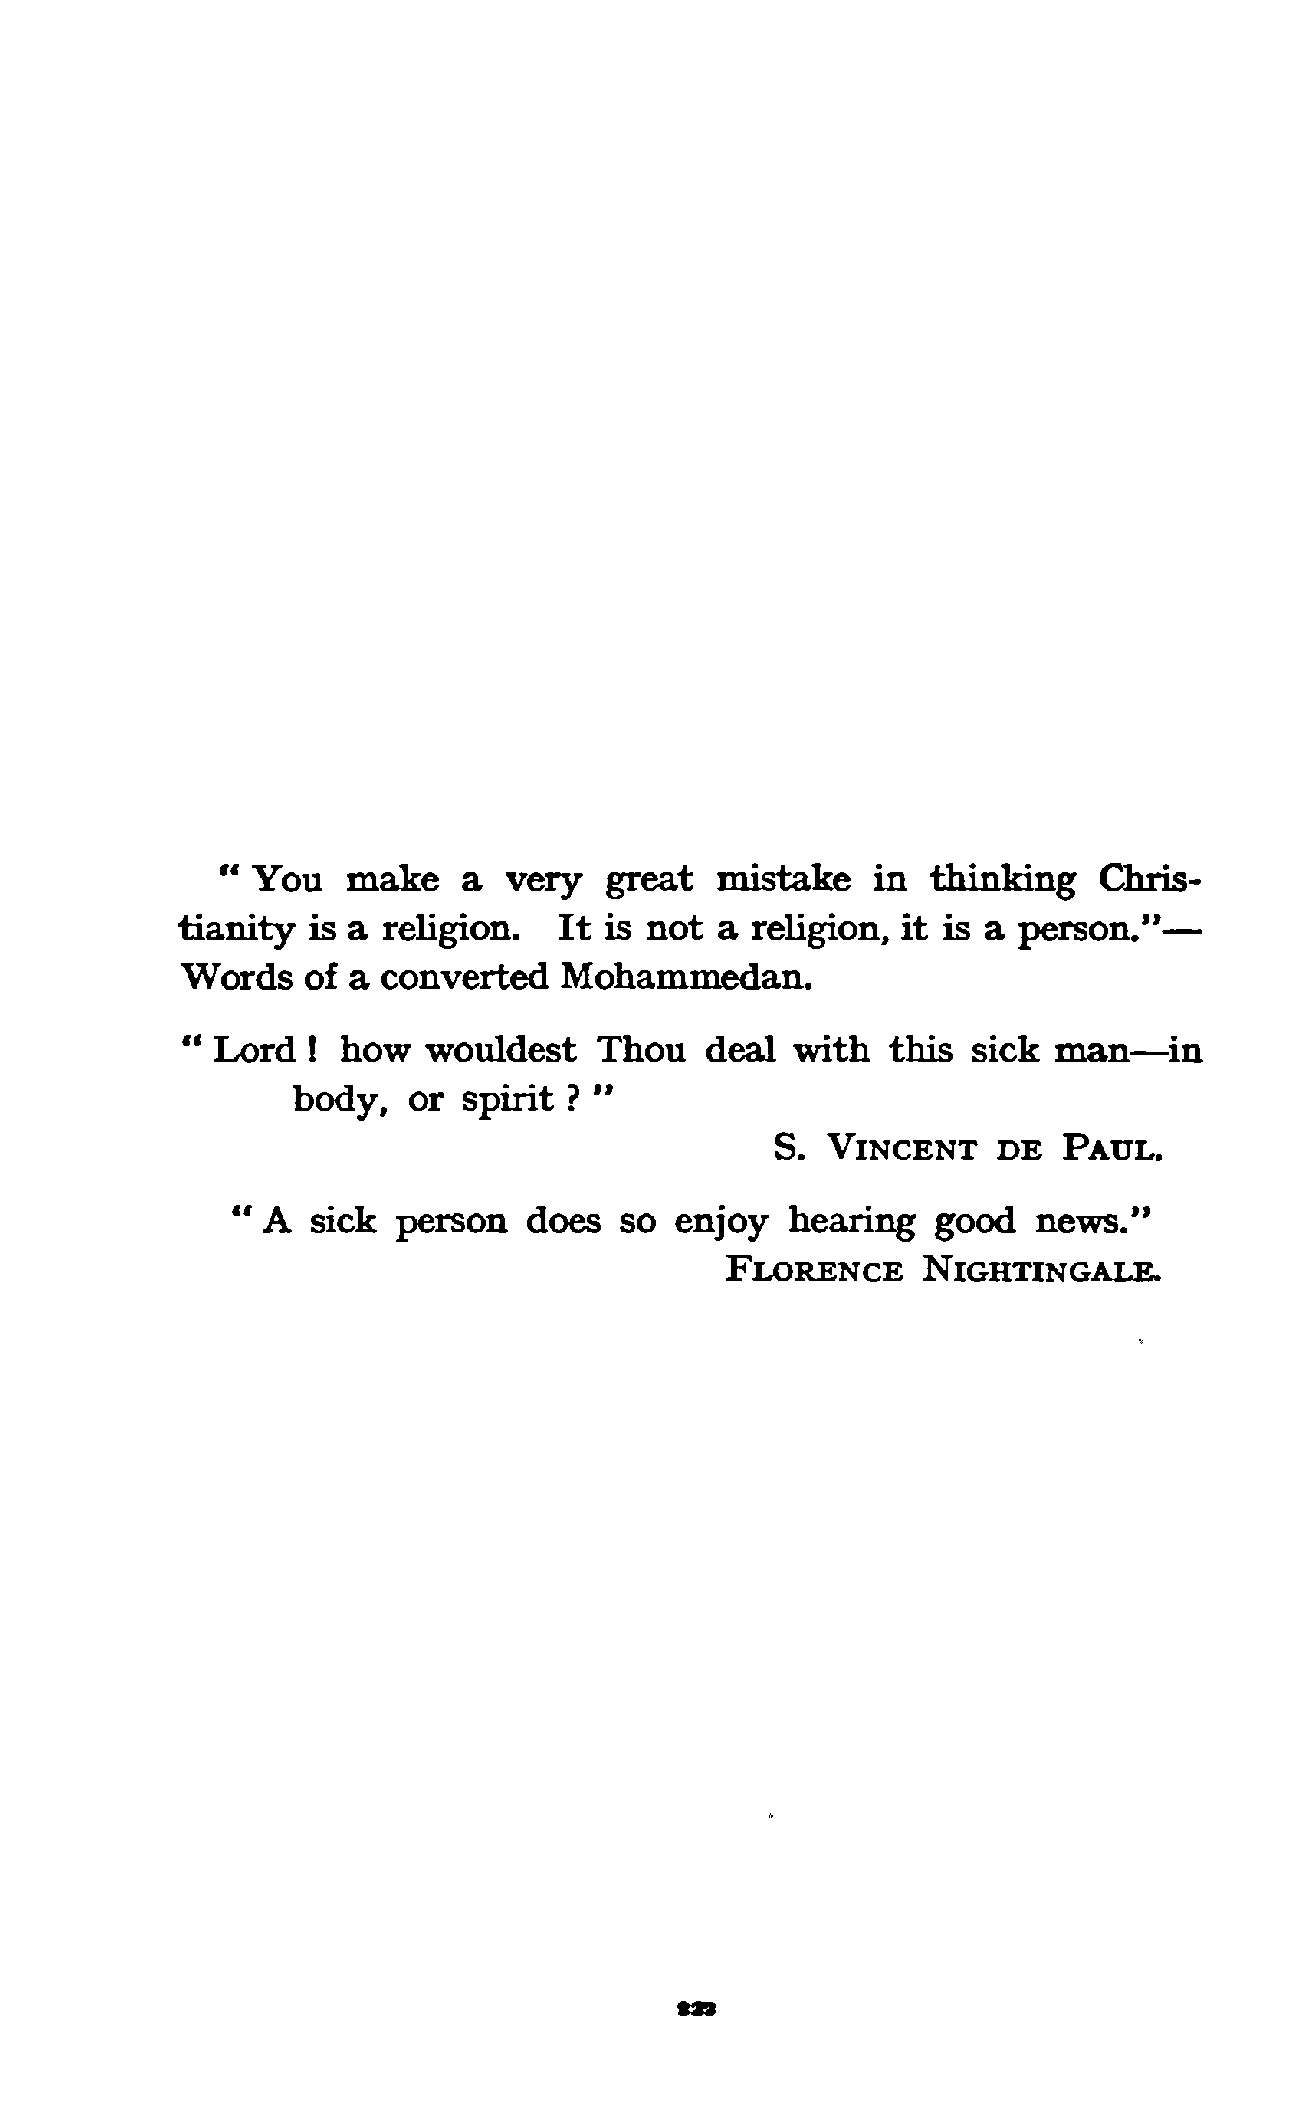 “ You make a very great mistake in thinking Chris-
tianity is a religion. It is not a religion, it is a person.”—
Words of a converted Mohammedan.
“ Lord ! how wouldest Thou deal with this sick man—in
body, or spirit ? ”
S. VINCENT DE PAUL.
“ A sick person does so enjoy hearing good news.”
FLORENCE NIGHTINGALE.